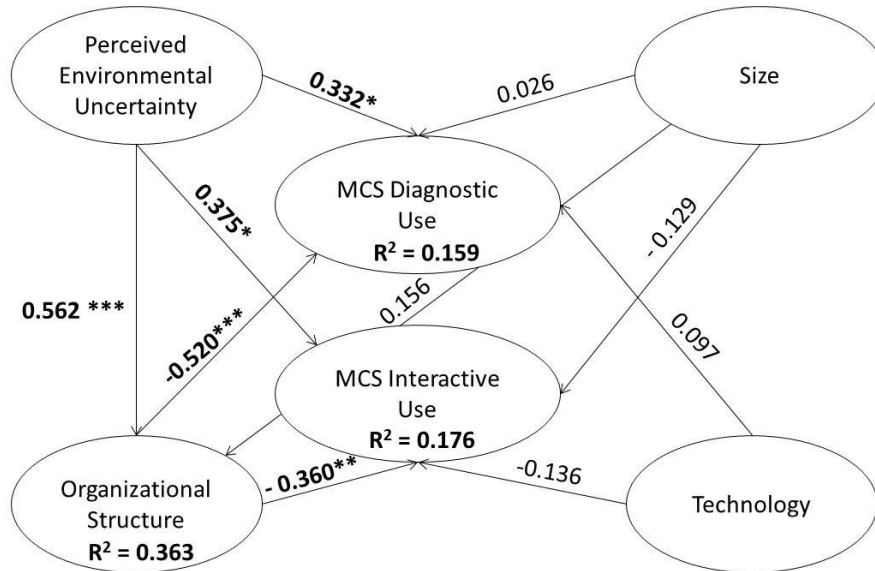 Perceived
Environmental
Uncertainty
Size
0.332*
0.026
MCS Diagnostic
Use
R² = 0.159
0.375*
- 0.129
0.562 ***
-0.520***
0.156
0.097
MCS Interactive
Use
R² = 0.176
- 0.360**
-0.136
Organizational
Structure
R² = 0.363
Technology